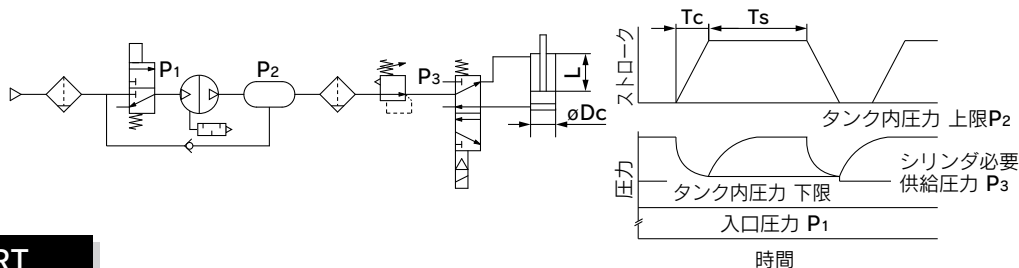 P1
P2
P3
L
øDc
Tc
Ts
ストローク
タンク内圧力 上限P2
圧力
タンク内圧力 下限
シリンダ必要
供給圧力 P3
入口圧力 P1
時間